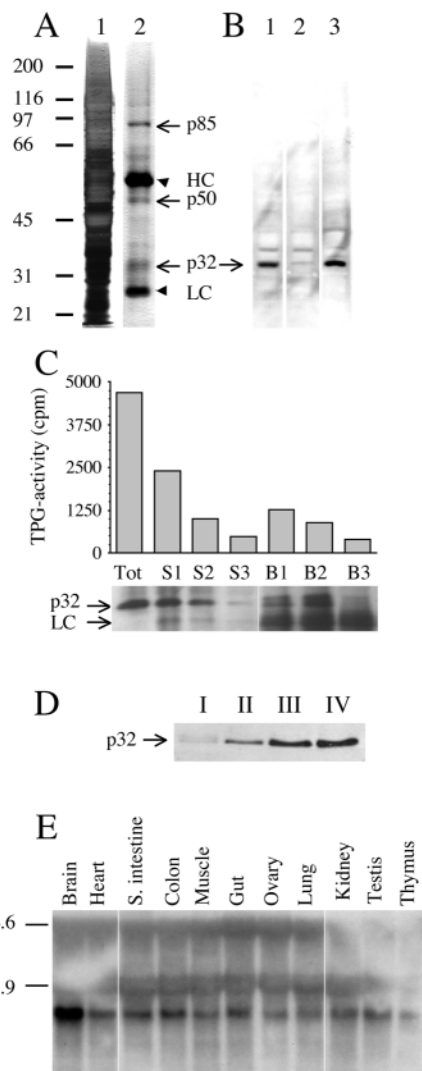 A 1 2 B 1 2 3
200
116
97
66
45
31
21
p85
HC
p50
p32
LC
C
TPG-activity (cpm)
5000
3750
2500
1250
0
Tot S1 S2 S3 B1 B2 B3
p32
LC
D I II III IV
p32
E
Brain Heart S. intestine Colon Muscle Gut Ovary Lung Kidney Testis Thymus
.6
.9